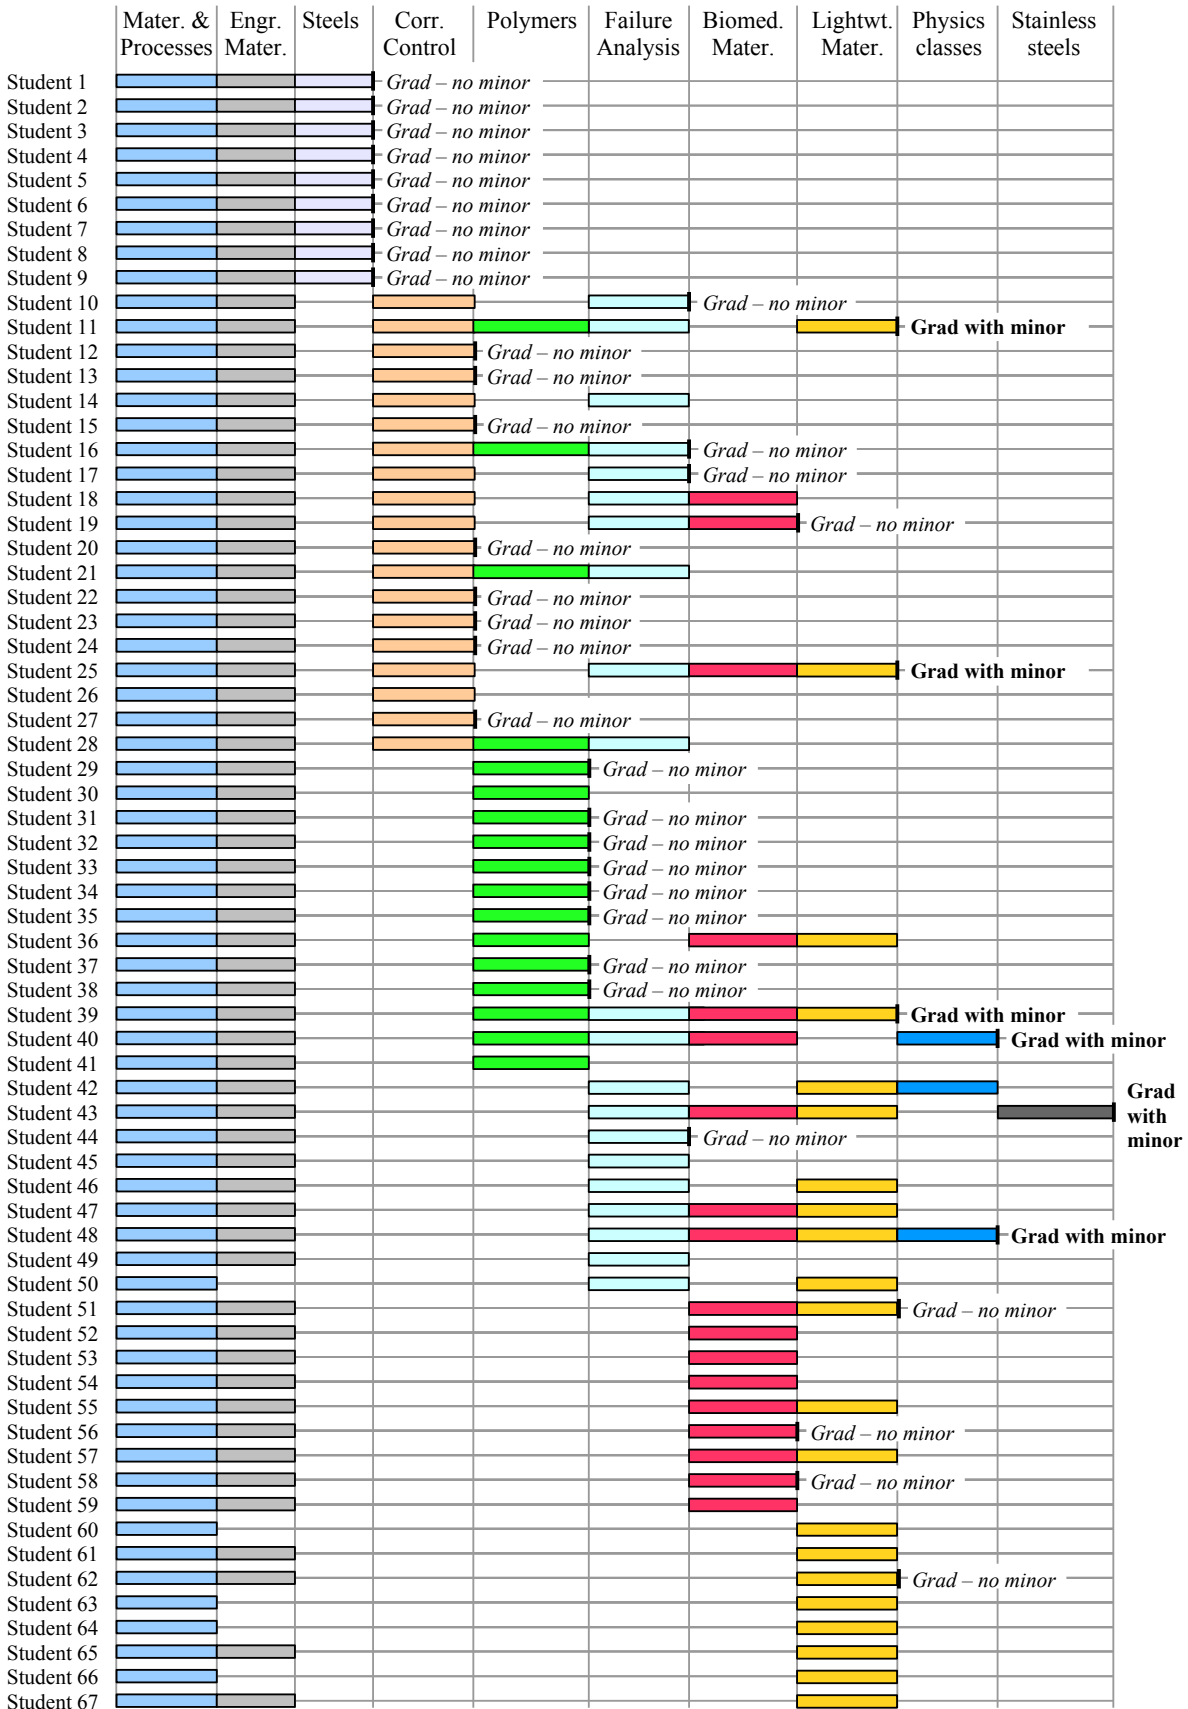 Mater. & Engr. Steels Corr. Polymers Failure Biomed. Lightwt. Physics Stainless
Processes Mater. Control Analysis Mater. Mater. classes steels
Student 1 Grad – no minor
Student 2 Grad – no minor
Student 3 Grad – no minor
Student 4 Grad – no minor
Student 5 Grad – no minor
Student 6 Grad – no minor
Student 7 Grad – no minor
Student 8 Grad – no minor
Student 9 Grad – no minor
Student 10 Grad – no minor
Student 11 Grad with minor
Student 12 Grad – no minor
Student 13 Grad – no minor
Student 14
Student 15 Grad – no minor
Student 16 Grad – no minor
Student 17 Grad – no minor
Student 18
Student 19 Grad – no minor
Student 20 Grad – no minor
Student 21
Student 22 Grad – no minor
Student 23 Grad – no minor
Student 24 Grad – no minor
Student 25 Grad with minor
Student 26
Student 27 Grad – no minor
Student 28
Student 29 Grad – no minor
Student 30
Student 31 Grad – no minor
Student 32 Grad – no minor
Student 33 Grad – no minor
Student 34 Grad – no minor
Student 35 Grad – no minor
Student 36
Student 37 Grad – no minor
Student 38 Grad – no minor
Student 39 Grad with minor
Student 40 Grad with minor
Student 41
Student 42
Student 43 Grad
with
minor
Student 44 Grad – no minor
Student 45
Student 46
Student 47
Student 48 Grad with minor
Student 49
Student 50
Student 51 Grad – no minor
Student 52
Student 53
Student 54
Student 55
Student 56 Grad – no minor
Student 57
Student 58 Grad – no minor
Student 59
Student 60
Student 61
Student 62 Grad – no minor
Student 63
Student 64
Student 65
Student 66
Student 67